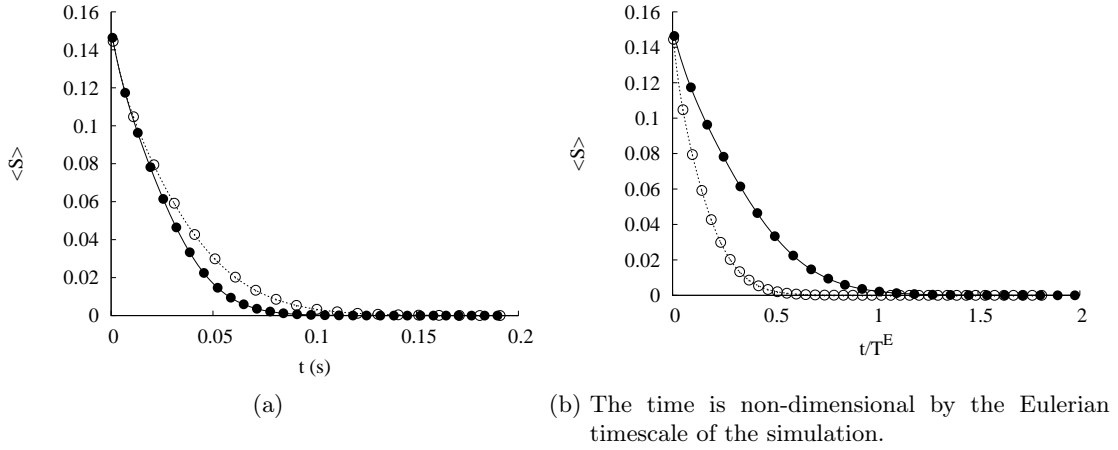 0.16
0.14
0.12
0.1
0.08
0.06
0.04
0.02
0
<S>
0 0.05 0.1 0.15 0.2
t (s)
(a)
0.16
0.14
0.12
0.1
0.08
0.06
0.04
0.02
0
<S>
0 0.5 1 1.5 2
t/T^E
(b) The time is non-dimensional by the Eulerian
timescale of the simulation.